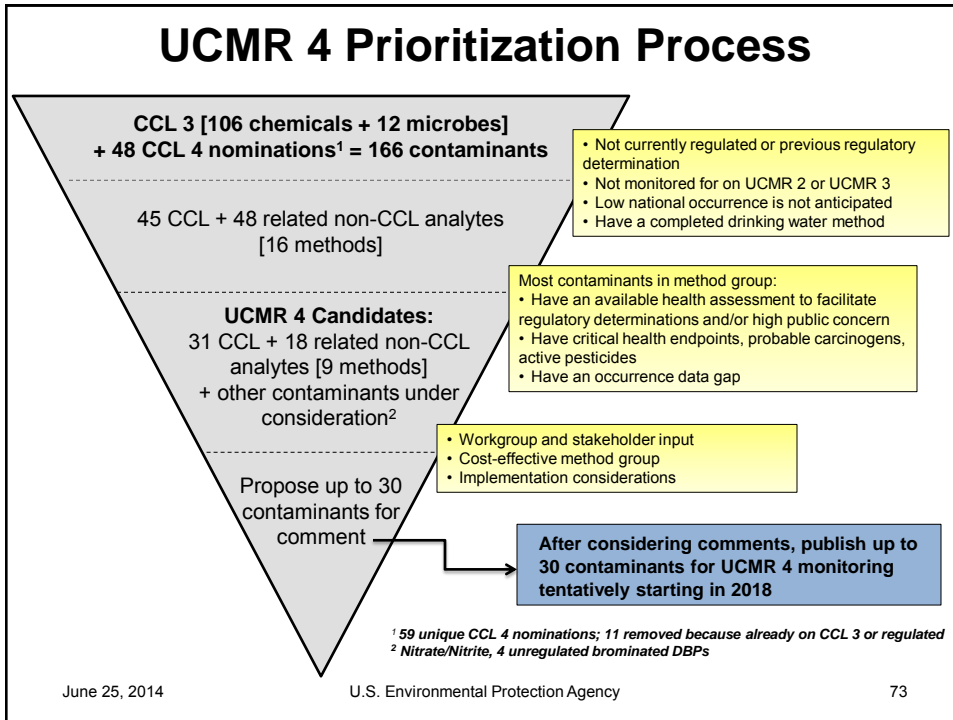 UCMR 4 Prioritization Process
CCL 3 [106 chemicals + 12 microbes]
+ 48 CCL 4 nominations¹ = 166 contaminants
• Not currently regulated or previous regulatory
determination
• Not monitored for on UCMR 2 or UCMR 3
• Low national occurrence is not anticipated
• Have a completed drinking water method
45 CCL + 48 related non-CCL analytes
[16 methods]
Most contaminants in method group:
• Have an available health assessment to facilitate
regulatory determinations and/or high public concern
• Have critical health endpoints, probable carcinogens,
active pesticides
• Have an occurrence data gap
UCMR 4 Candidates:
31 CCL + 18 related non-CCL
analytes [9 methods]
+ other contaminants under
consideration²
• Workgroup and stakeholder input
• Cost-effective method group
• Implementation considerations
Propose up to 30
contaminants for
comment
After considering comments, publish up to
30 contaminants for UCMR 4 monitoring
tentatively starting in 2018
¹ 59 unique CCL 4 nominations; 11 removed because already on CCL 3 or regulated
² Nitrate/Nitrite, 4 unregulated brominated DBPs
June 25, 2014
U.S. Environmental Protection Agency
73